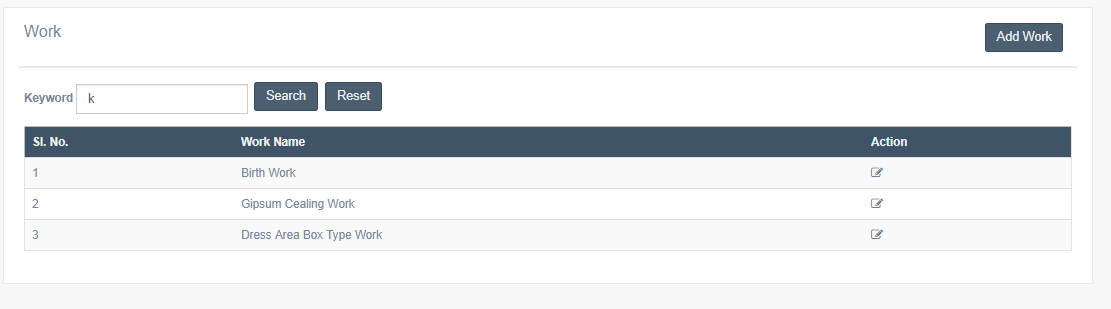 Work
Add Work
Keyword k Search Reset
Sl. No. Work Name Action
1 Birth Work
2 Gipsum Cealing Work
3 Dress Area Box Type Work